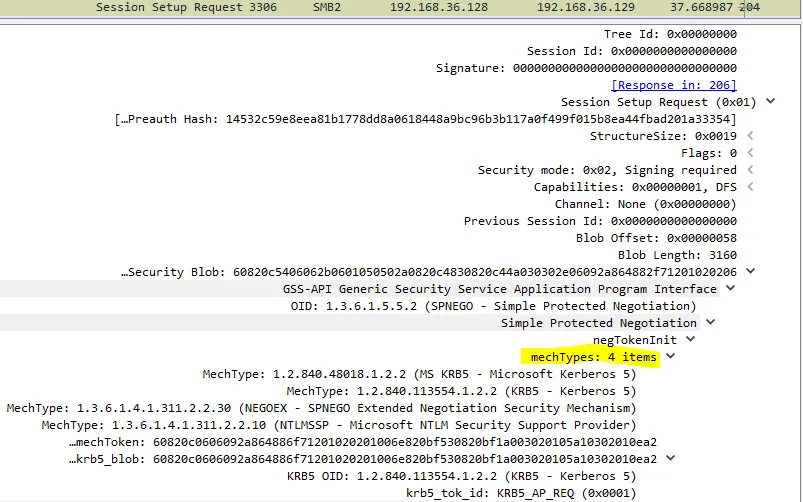 Session Setup Request 3306 SMB2 192.168.36.128 192.168.36.129 37.668987 204
Tree Id: 0x00000000
Session Id: 0x0000000000000000
Signature: 00000000000000000000000000000000
[Response in: 206]
Session Setup Request (0x01)
[…Preauth Hash: 14532c59e8eea81b1778dd8a0618448a9bc96b3b117a0f499f015b8ea44fbad201a33354]
StructureSize: 0x0019
Flags: 0
Security mode: 0x02, Signing required
Capabilities: 0x00000001, DFS
Channel: None (0x00000000)
Previous Session Id: 0x0000000000000000
Blob Offset: 0x00000058
Blob Length: 3160
…Security Blob: 60820c5406062b0601050502a0820c4830820c44a030302e06092a864882f71201020206
GSS-API Generic Security Service Application Program Interface
OID: 1.3.6.1.5.5.2 (SPNEGO - Simple Protected Negotiation)
Simple Protected Negotiation
negTokenInit
mechTypes: 4 items
MechType: 1.2.840.48018.1.2.2 (MS KRB5 - Microsoft Kerberos 5)
MechType: 1.2.840.113554.1.2.2 (KRB5 - Kerberos 5)
MechType: 1.3.6.1.4.1.311.2.2.30 (NEGOEX - SPNEGO Extended Negotiation Security Mechanism)
MechType: 1.3.6.1.4.1.311.2.2.10 (NTLMSSP - Microsoft NTLM Security Support Provider)
…mechToken: 60820c0606092a864886f71201020201006e820bf530820bf1a003020105a10302010ea2
…krb5_blob: 60820c0606092a864886f71201020201006e820bf530820bf1a003020105a10302010ea2
KRB5 OID: 1.2.840.113554.1.2.2 (KRB5 - Kerberos 5)
krb5_tok_id: KRB5_AP_REQ (0x0001)